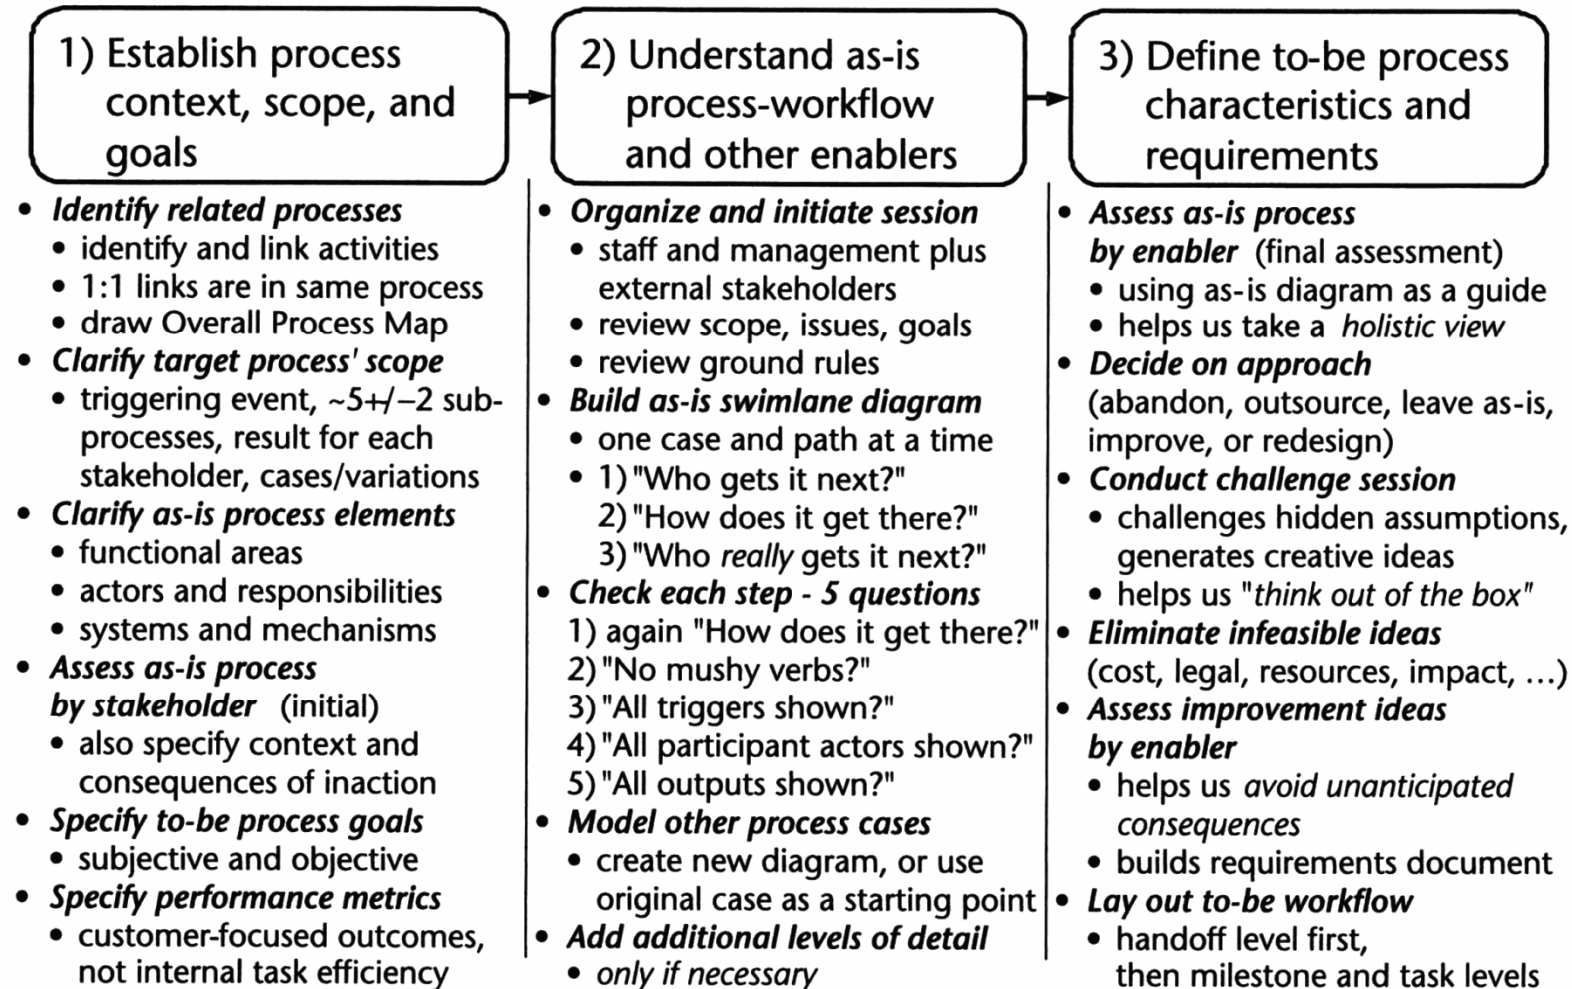 1) Establish process
context, scope, and
goals
• Identify related processes
• identify and link activities
• 1:1 links are in same process
• draw Overall Process Map
• Clarify target process' scope
• triggering event, ~5+/−2 sub-
processes, result for each
stakeholder, cases/variations
• Clarify as-is process elements
• functional areas
• actors and responsibilities
• systems and mechanisms
• Assess as-is process
by stakeholder (initial)
• also specify context and
consequences of inaction
• Specify to-be process goals
• subjective and objective
• Specify performance metrics
• customer-focused outcomes,
not internal task efficiency
2) Understand as-is
process-workflow
and other enablers
• Organize and initiate session
• staff and management plus
external stakeholders
• review scope, issues, goals
• review ground rules
• Build as-is swimlane diagram
• one case and path at a time
• 1) "Who gets it next?"
2) "How does it get there?"
3) "Who really gets it next?"
• Check each step - 5 questions
1) again "How does it get there?"
2) "No mushy verbs?"
3) "All triggers shown?"
4) "All participant actors shown?"
5) "All outputs shown?"
• Model other process cases
• create new diagram, or use
original case as a starting point
• Add additional levels of detail
• only if necessary
3) Define to-be process
characteristics and
requirements
• Assess as-is process
by enabler (final assessment)
• using as-is diagram as a guide
• helps us take a holistic view
• Decide on approach
(abandon, outsource, leave as-is,
improve, or redesign)
• Conduct challenge session
• challenges hidden assumptions,
generates creative ideas
• helps us "think out of the box"
• Eliminate infeasible ideas
(cost, legal, resources, impact, ...)
• Assess improvement ideas
by enabler
• helps us avoid unanticipated
consequences
• builds requirements document
• Lay out to-be workflow
• handoff level first,
then milestone and task levels